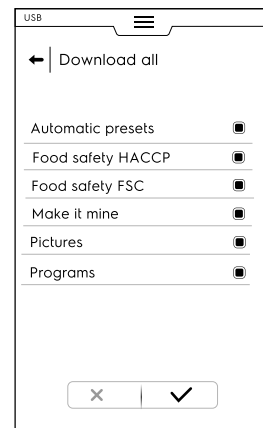 USB
Download all
Automatic presets
Food safety HACCP
Food safety FSC
Make it mine
Pictures
Programs